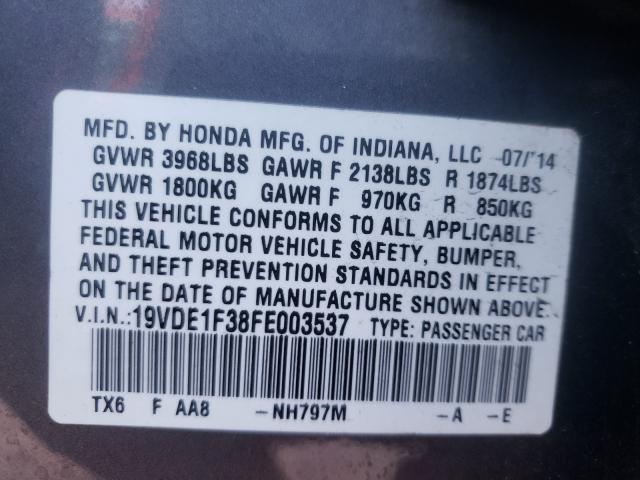 MFD. BY HONDA MFG. OF INDIANA, LLC 07/'14
GVWR 3968LBS GAWR F 2138LBS R 1874LBS
GVWR 1800KG GAWR F 970KG R 850KG
THIS VEHICLE CONFORMS TO ALL APPLICABLE
FEDERAL MOTOR VEHICLE SAFETY, BUMPER,
AND THEFT PREVENTION STANDARDS IN EFFECT
ON THE DATE OF MANUFACTURE SHOWN ABOVE.
V.I.N.:19VDE1F38FE003537 TYPE: PASSENGER CAR
TX6 F AA8 -NH797M -A -E